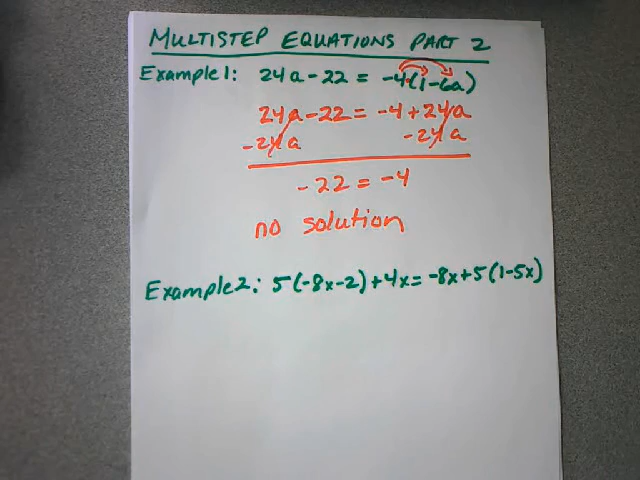 MULTISTEP EQUATIONS PART 2
Example 1: 24a - 22 = -4(1 - 6a)
24a - 22 = -4 + 24a
-24a -24a
-22 = -4
no solution
Example 2: 5(-8x-2)+4x = -8x+5(1-5x)